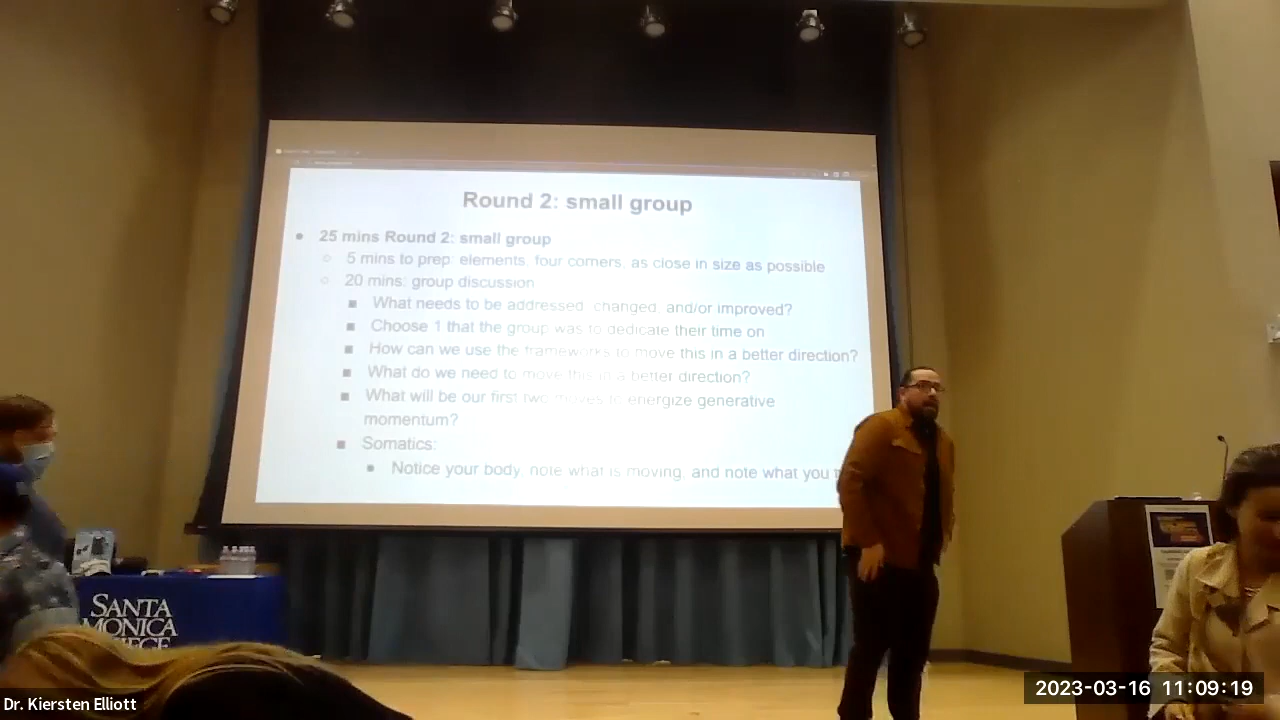 Round 2: small group
25 mins Round 2: small group
5 mins to prep: elements, four corners, as close in size as possible
20 mins: group discussion
What needs to be addressed, changed, and/or improved?
Choose 1 that the group was to dedicate their time on
How can we use the frameworks to move this in a better direction?
What do we need to move this in a better direction?
What will be our first two moves to energize generative
momentum?
Somatics:
Notice your body, note what is moving, and note what you
SANTA
MONICA
Dr. Kiersten Elliott
2023-03-16 11:09:19